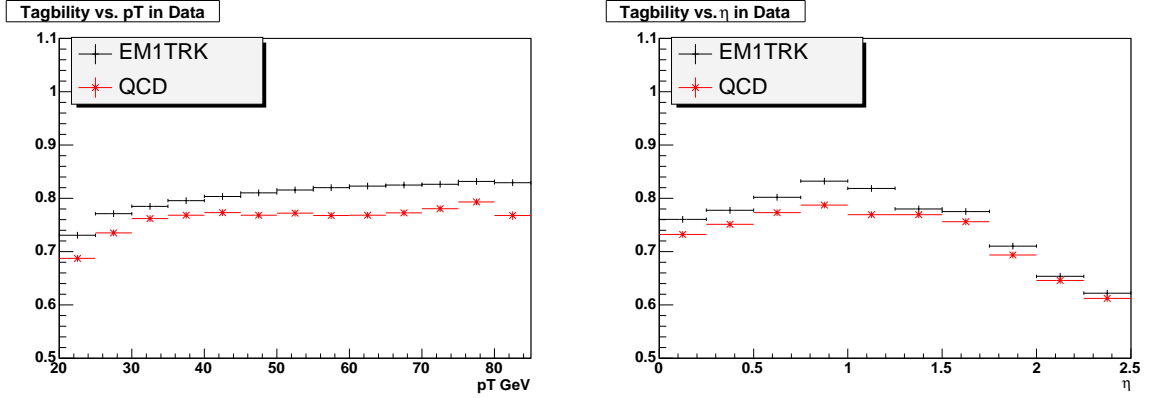 Tagbility vs. pT in Data
EM1TRK
QCD
1.1
1
0.9
0.8
0.7
0.6
0.5
20 30 40 50 60 70 80
pT GeV
Tagbility vs. η in Data
EM1TRK
QCD
1.1
1
0.9
0.8
0.7
0.6
0.5
0 0.5 1 1.5 2 2.5
η